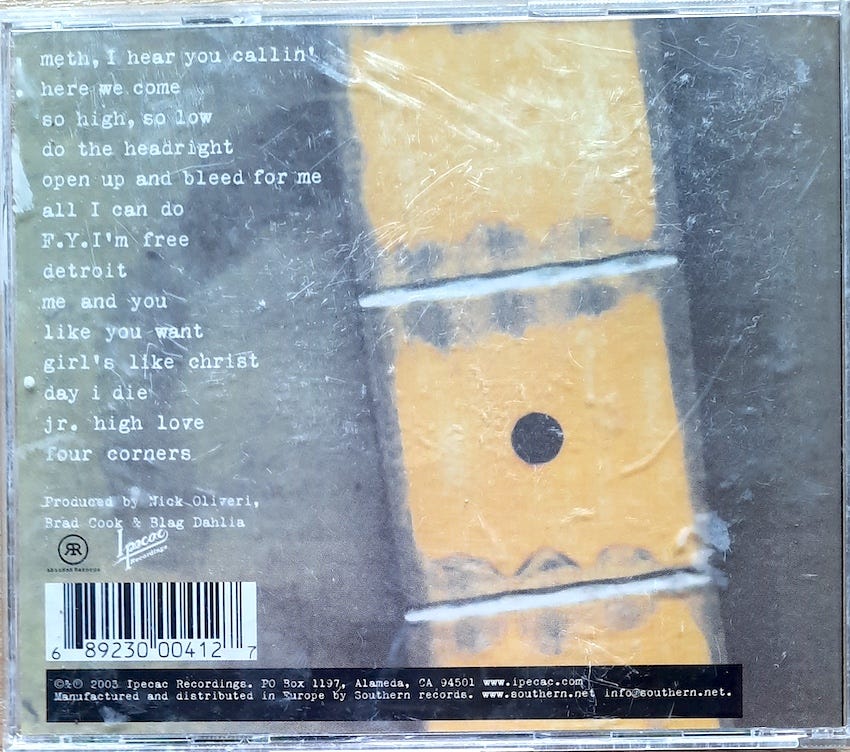 meth, I hear you callin'
here we come
so high, so low
do the headright
open up and bleed for me
all I can do
F.Y.I'm free
detroit
me and you
like you want
girl's like christ
day i die
jr. high love
four corners
Produced by Nick Oliveri,
Brad Cook & Blag Dahlia
Ipecac
Recordings
6 89230 00412 7
©&℗ 2003 Ipecac Recordings. PO Box 1197, Alameda, CA 94501 www.ipecac.com
Manufactured and distributed in Europe by Southern records. www.southern.net info@southern.net.